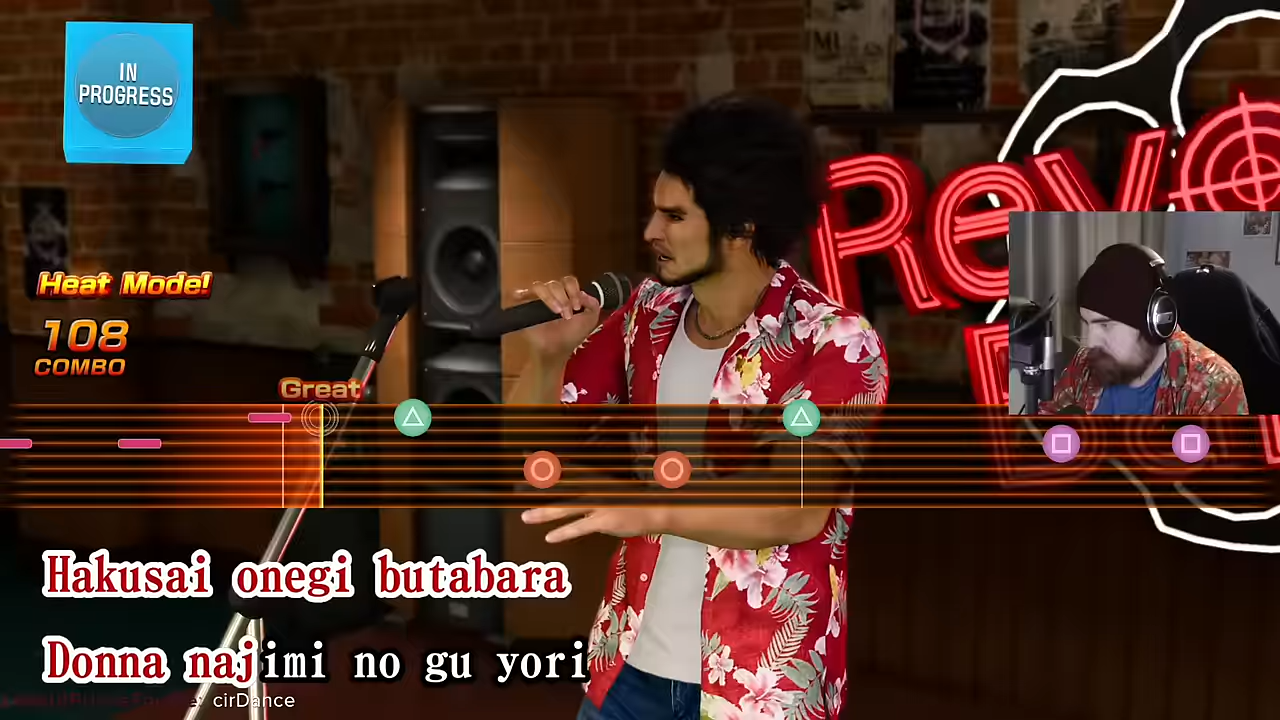 IN
PROGRESS
Heat Mode!
108
COMBO
Great
Hakusai onegi butabara
Donna najimi no gu yori
cirDance